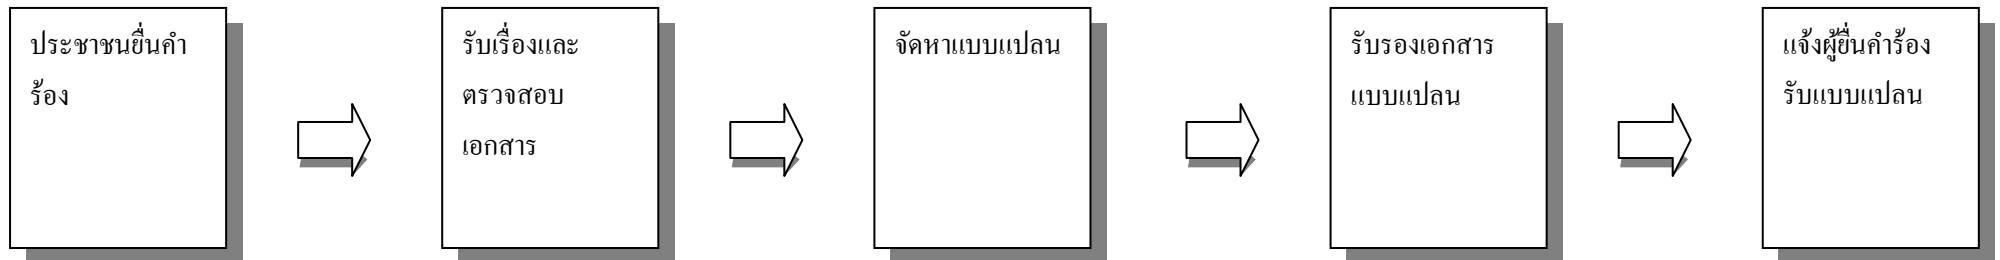 ประชาชนยื่นคำ
ร้อง
รับเรื่องและ
ตรวจสอบ
เอกสาร
จัดหาแบบแปลน
รับรองเอกสาร
แบบแปลน
แจ้งผู้ยื่นคำร้อง
รับแบบแปลน